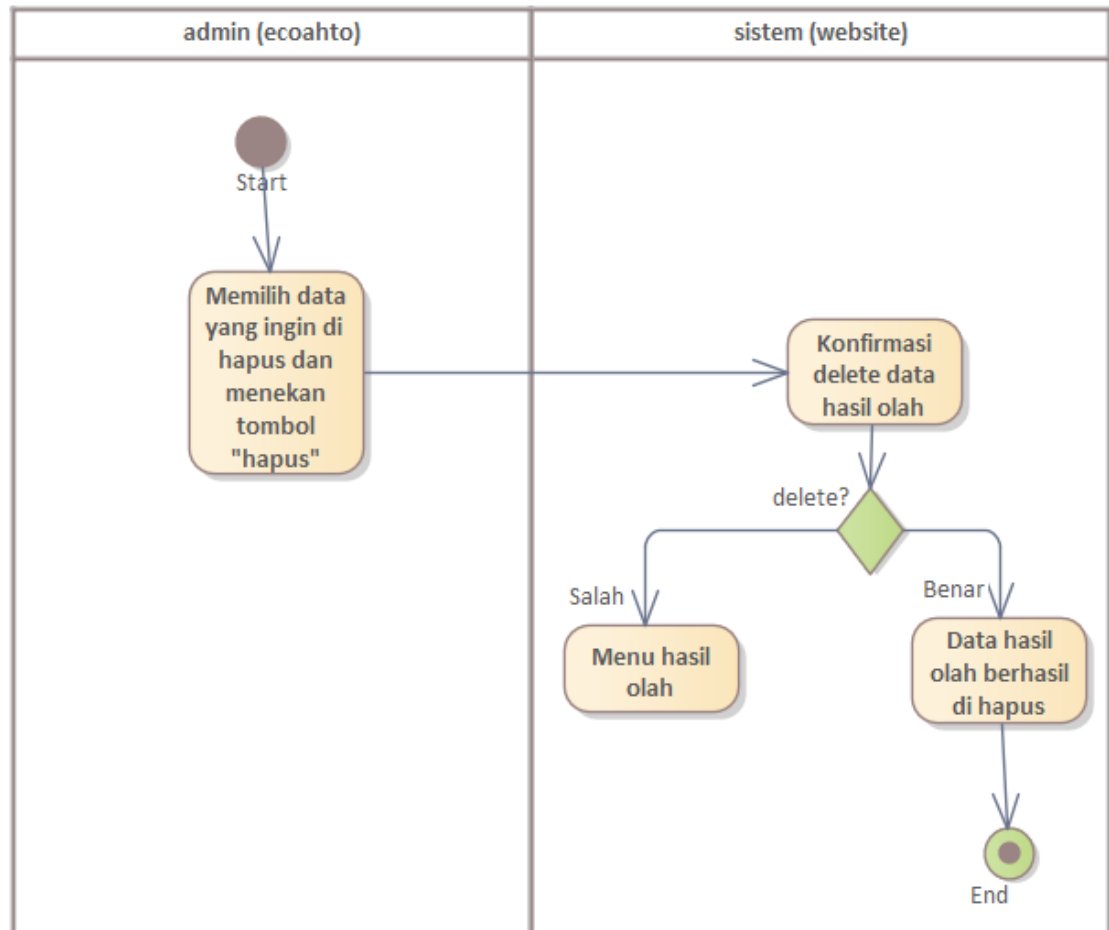 admin (ecoahto)
sistem (website)
Start
Memilih data
yang ingin di
hapus dan
menekan
tombol
"hapus"
Konfirmasi
delete data
hasil olah
delete?
Salah
Benar
Menu hasil
olah
Data hasil
olah berhasil
di hapus
End